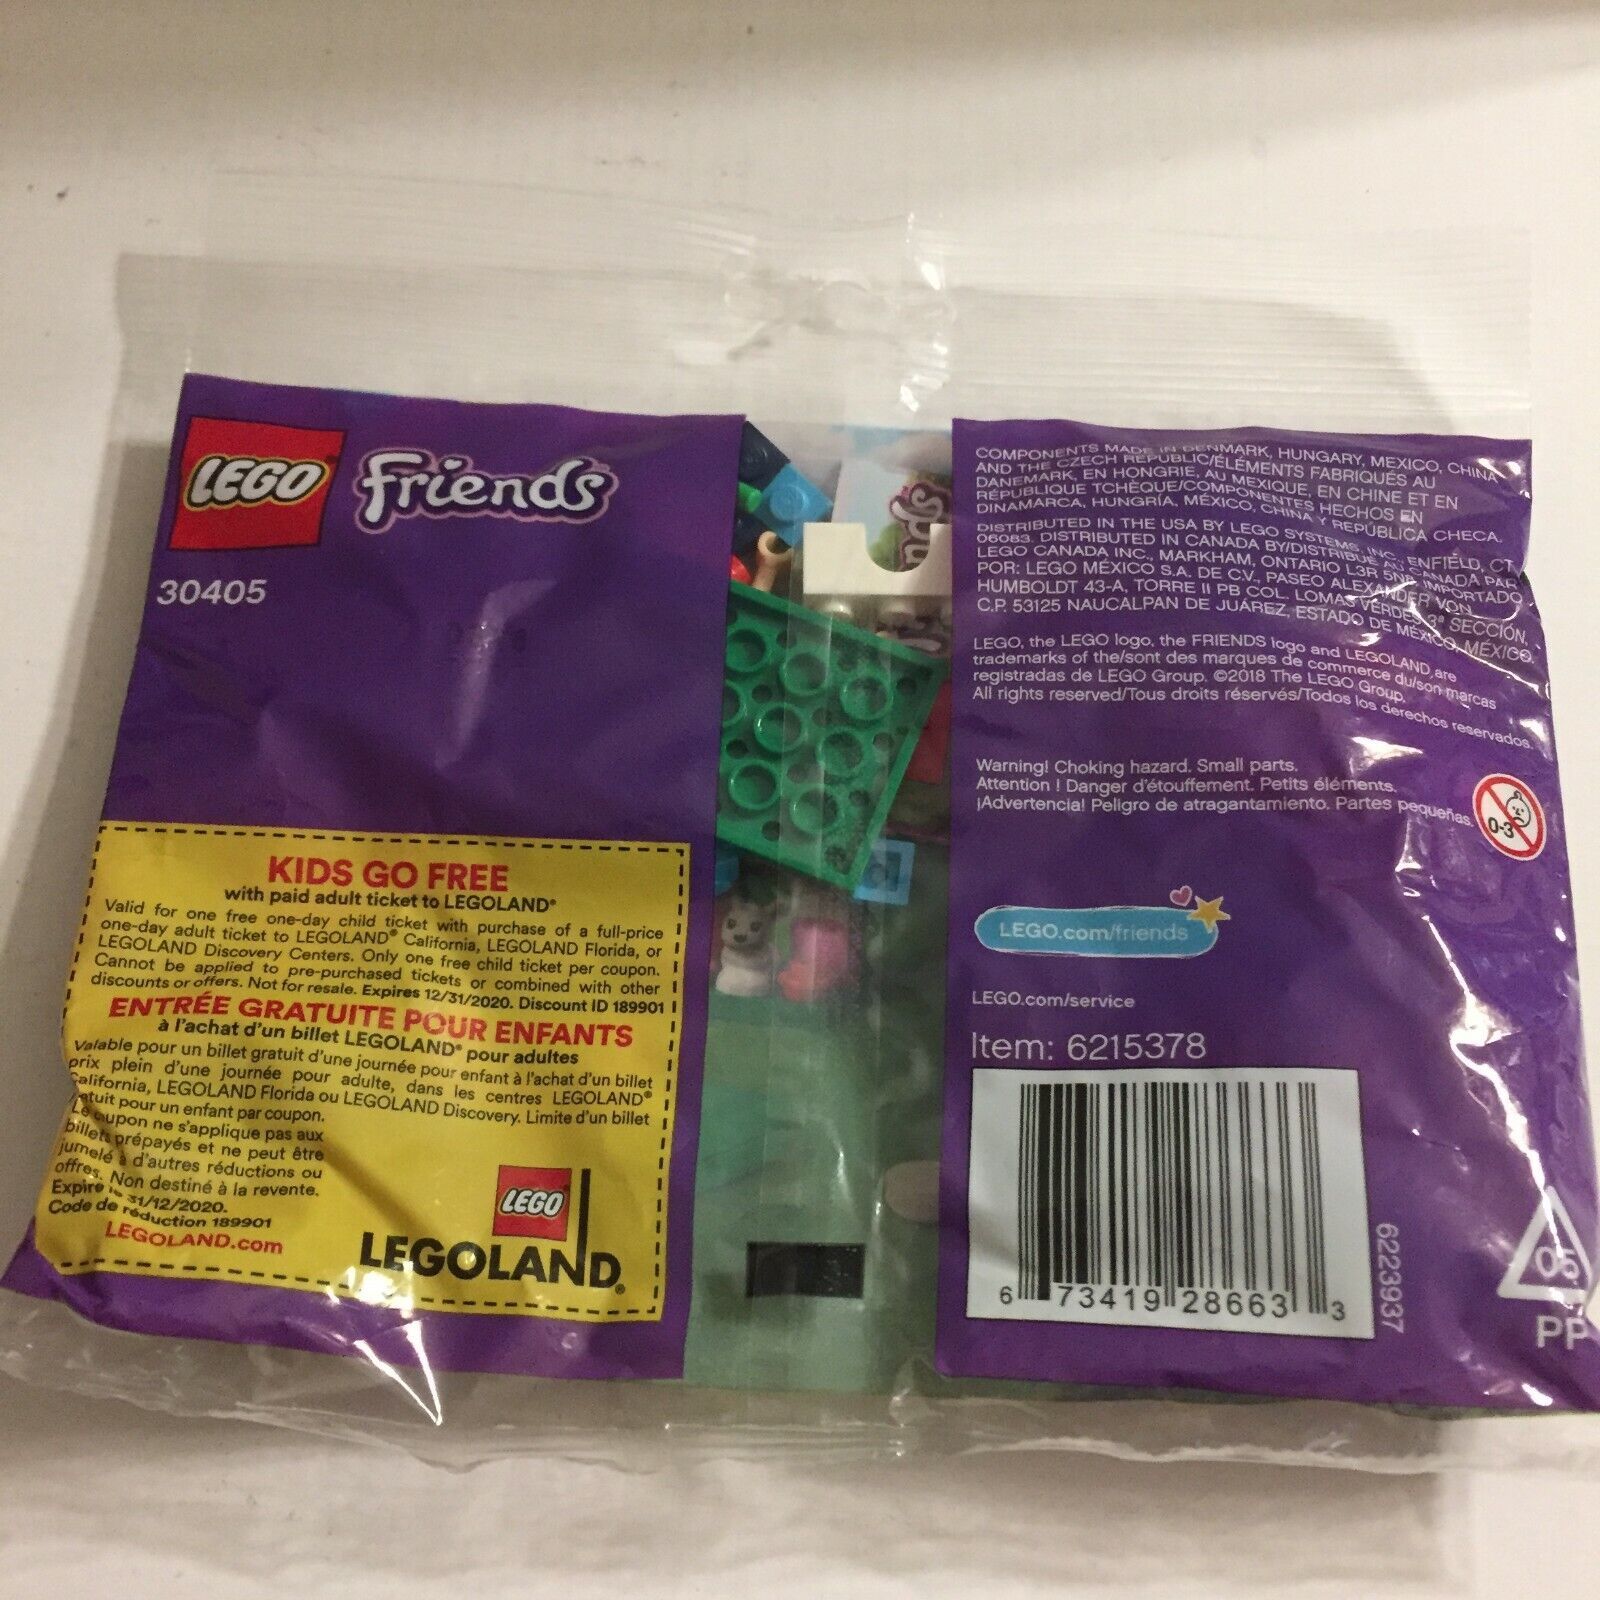 LEGO Friends
30405
KIDS GO FREE
with paid adult ticket to LEGOLAND®
Valid for one free one-day child ticket with purchase of a full-price
one-day adult ticket to LEGOLAND® California, LEGOLAND Florida, or
LEGOLAND Discovery Centers. Only one free child ticket per coupon.
Cannot be applied to pre-purchased tickets or combined with other
discounts or offers. Not for resale. Expires 12/31/2020. Discount ID 189901
ENTRÉE GRATUITE POUR ENFANTS
à l'achat d'un billet LEGOLAND® pour adultes
Valable pour un billet gratuit d'une journée pour enfant à l'achat d'un billet
prix plein d'une journée pour adulte, dans les centres LEGOLAND®
California, LEGOLAND Florida ou LEGOLAND Discovery. Limite d'un billet
gratuit pour un enfant par coupon.
Le coupon ne s'applique pas aux
billets prépayés et ne peut être
jumelé à d'autres réductions ou
offres. Non destiné à la revente.
Expire le 31/12/2020.
Code de réduction 189901
LEGOLAND.com
LEGO
LEGOLAND®
COMPONENTS MADE IN DENMARK, HUNGARY, MEXICO, CHINA
AND THE CZECH REPUBLIC/ÉLÉMENTS FABRIQUÉS AU
DANEMARK, EN HONGRIE, AU MEXIQUE, EN CHINE ET EN
RÉPUBLIQUE TCHÈQUE/COMPONENTES HECHOS EN
DINAMARCA, HUNGRÍA, MÉXICO, CHINA Y REPÚBLICA CHECA.
DISTRIBUTED IN THE USA BY LEGO SYSTEMS, INC., ENFIELD, CT
06083. DISTRIBUTED IN CANADA BY/DISTRIBUÉ AU CANADA PAR
LEGO CANADA INC., MARKHAM, ONTARIO L3R 5N8. IMPORTADO
POR: LEGO MÉXICO S.A. DE C.V., PASEO ALEXANDER VON
HUMBOLDT 43-A, TORRE II PB COL. LOMAS VERDES 3ª SECCIÓN,
C.P. 53125 NAUCALPAN DE JUÁREZ, ESTADO DE MÉXICO, MÉXICO.
LEGO, the LEGO logo, the FRIENDS logo and LEGOLAND are
trademarks of the/sont des marques de commerce du/son marcas
registradas de LEGO Group. ©2018 The LEGO Group.
All rights reserved/Tous droits réservés/Todos los derechos reservados.
Warning! Choking hazard. Small parts.
Attention ! Danger d'étouffement. Petits éléments.
¡Advertencia! Peligro de atragantamiento. Partes pequeñas.
0-3
LEGO.com/friends
LEGO.com/service
Item: 6215378
6 73419 28663 3
6223937
05
PP